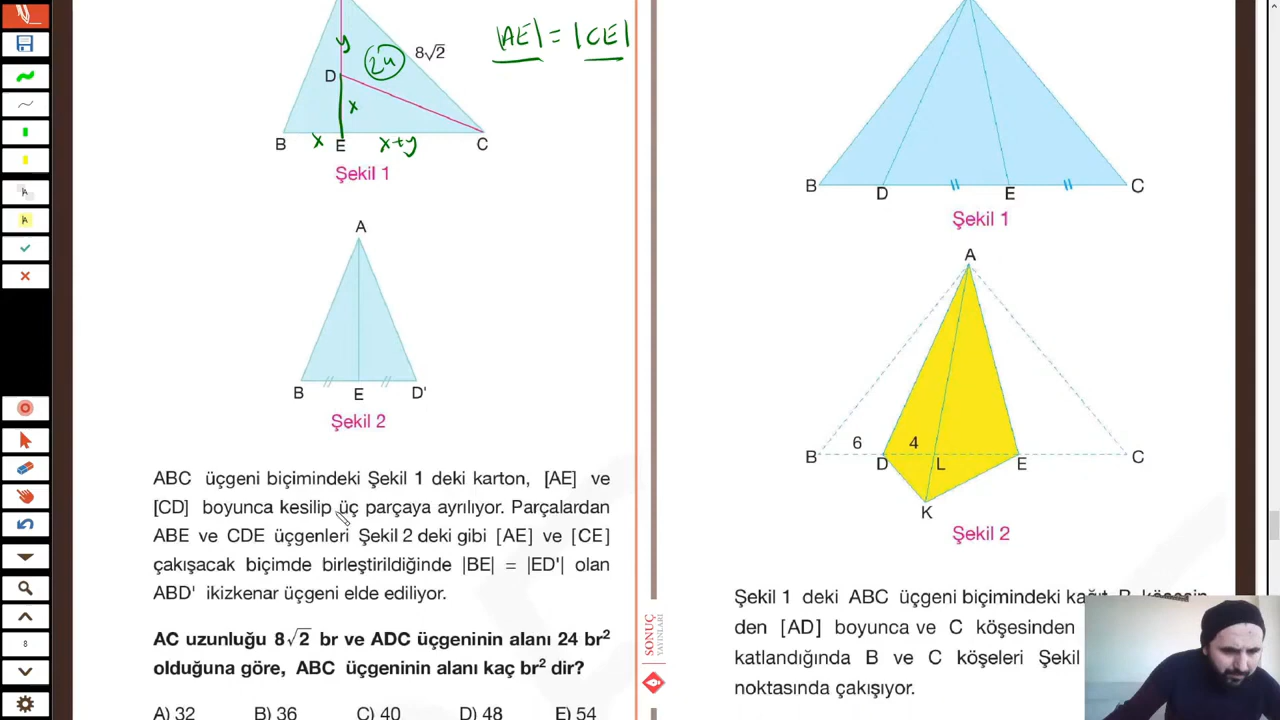 |AE| = |CE|
y
24
8√2
D
x
B
x
E
x+y
C
Şekil 1
A
B
E
D'
Şekil 2
ABC üçgeni biçimindeki Şekil 1 deki karton, [AE] ve
[CD] boyunca kesilip üç parçaya ayrılıyor. Parçalardan
ABE ve CDE üçgenleri Şekil 2 deki gibi [AE] ve [CE]
çakışacak biçimde birleştirildiğinde |BE| = |ED'| olan
ABD' ikizkenar üçgeni elde ediliyor.
AC uzunluğu 8√2 br ve ADC üçgeninin alanı 24 br²
olduğuna göre, ABC üçgeninin alanı kaç br² dir?
A) 32 B) 36 C) 40 D) 48 E) 54
B
D
E
C
Şekil 1
A
6
4
B
D
L
E
C
K
Şekil 2
Şekil 1 deki ABC üçgeni biçimindeki kağıt, B
den [AD] boyunca ve C köşesinden
katlandığında B ve C köşeleri Şekil
noktasında çakışıyor.
SONUÇ
YAYINLARI
A
A
8